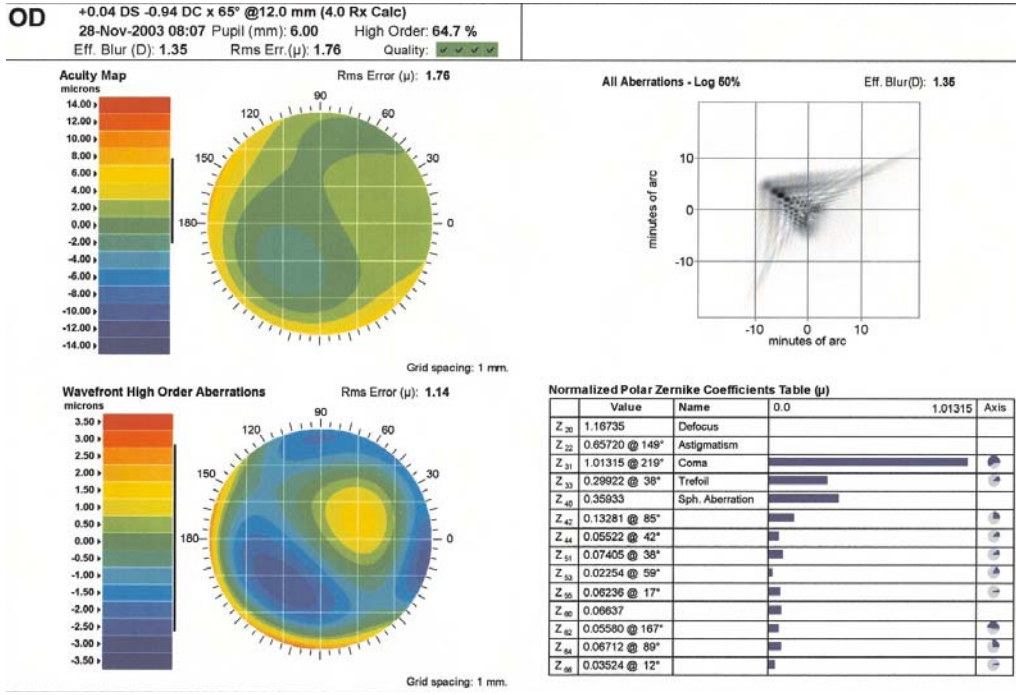 OD
+0.04 DS -0.94 DC x 65° @12.0 mm (4.0 Rx Calc)
28-Nov-2003 08:07 Pupil (mm): 6.00 High Order: 64.7 %
Eff. Blur (D): 1.35 Rms Err.(μ): 1.76 Quality:
Acuity Map
Rms Error (μ): 1.76
microns
14.00
12.00
10.00
8.00
6.00
4.00
2.00
0.00
-2.00
-4.00
-6.00
-8.00
-10.00
-12.00
-14.00
90
120
60
150
30
180
0
Grid spacing: 1 mm.
All Aberrations - Log 50%
Eff. Blur(D): 1.35
minutes of arc
10
0
-10
-10 0 10
minutes of arc
Wavefront High Order Aberrations
Rms Error (μ): 1.14
microns
3.50
3.00
2.50
2.00
1.50
1.00
0.50
0.00
-0.50
-1.00
-1.50
-2.00
-2.50
-3.00
-3.50
90
120
60
150
30
180
0
Grid spacing: 1 mm.
Normalized Polar Zernike Coefficients Table (μ)
Value Name 0.0 1.01315 Axis
Z20 1.16735 Defocus
Z22 0.65720 @ 149° Astigmatism
Z31 1.01315 @ 219° Coma
Z33 0.29922 @ 38° Trefoil
Z40 0.35933 Sph. Aberration
Z42 0.13281 @ 85°
Z44 0.05522 @ 42°
Z51 0.07405 @ 38°
Z53 0.02254 @ 59°
Z55 0.06236 @ 17°
Z60 0.06637
Z62 0.05580 @ 167°
Z64 0.06712 @ 89°
Z66 0.03524 @ 12°